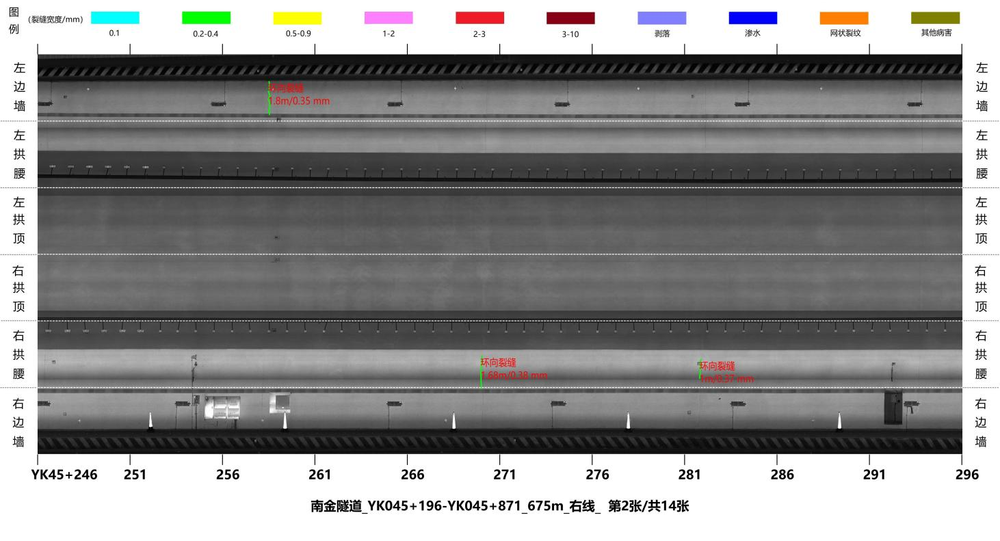 图例
(裂缝宽度/mm)
0.1
0.2-0.4
0.5-0.9
1-2
2-3
3-10
剥落
渗水
网状裂纹
其他病害
左边墙
环向裂缝
1.8m/0.35 mm
左边墙
左拱腰
左拱腰
左拱顶
左拱顶
右拱顶
右拱顶
右拱腰
环向裂缝
1.68m/0.38 mm
环向裂缝
1m/0.37 mm
右拱腰
右边墙
右边墙
YK45+246 251 256 261 266 271 276 281 286 291 296
南金隧道_YK045+196-YK045+871_675m_右线_ 第2张/共14张